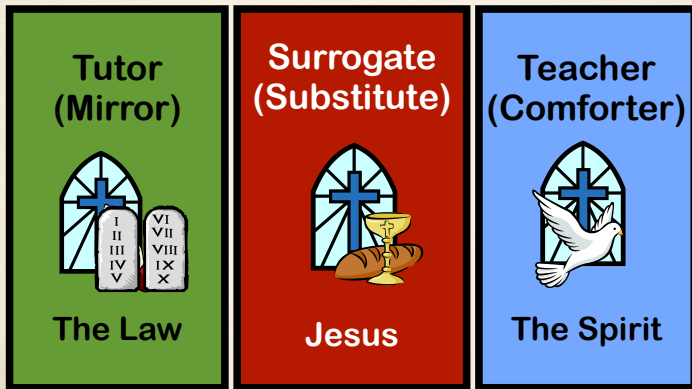 Tutor
(Mirror)
I
II
III
IV
V
VI
VII
VIII
IX
X
The Law
Surrogate
(Substitute)
Jesus
Teacher
(Comforter)
The Spirit